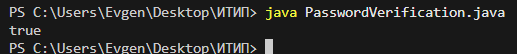 PS C:\Users\Evgen\Desktop\ИТИП> java PasswordVerification.java
true
PS C:\Users\Evgen\Desktop\ИТИП>